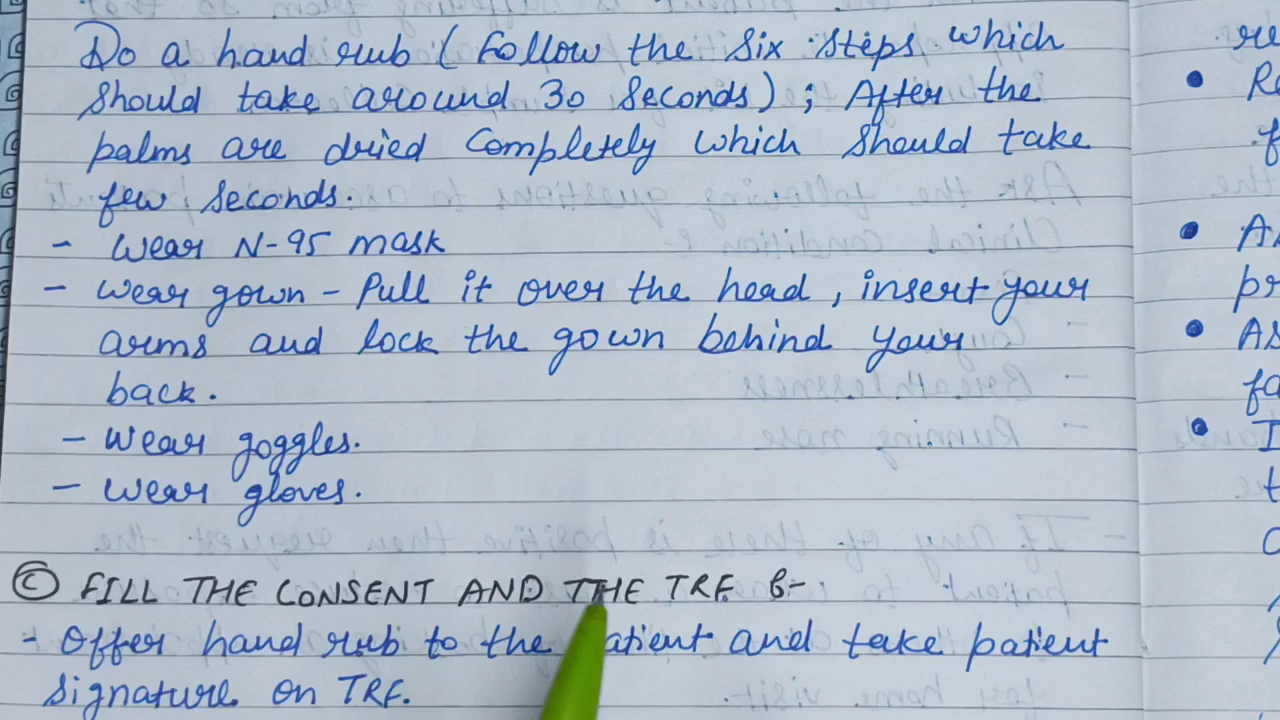 Do a hand rub ( Follow the six steps which
should take around 30 seconds ) ; After the
palms are dried completely which should take
few seconds.
- Wear N-95 mask
- Wear gown - Pull it over the head , insert your
arms and lock the gown behind your
back.
- Wear goggles.
- Wear gloves.
Ⓒ FILL THE CONSENT AND THE TRF :-
- Offer hand rub to the patient and take patient
signature on TRF.